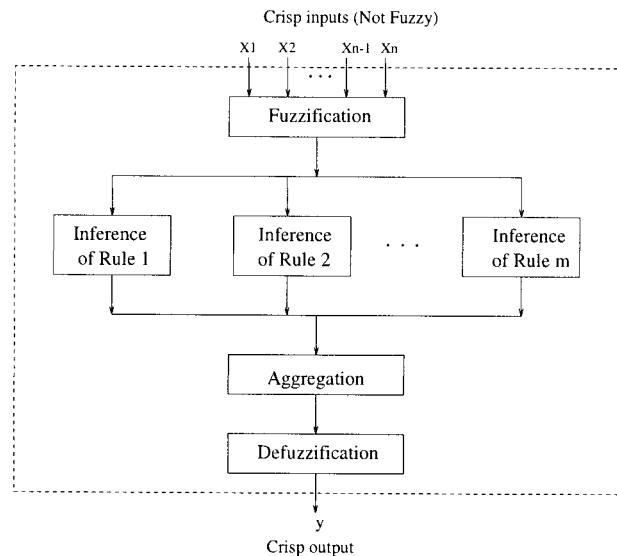 Crisp inputs (Not Fuzzy)
X1 X2 Xn-1 Xn
. . .
Fuzzification
Inference
of Rule 1
Inference
of Rule 2
. . .
Inference
of Rule m
Aggregation
Defuzzification
y
Crisp output